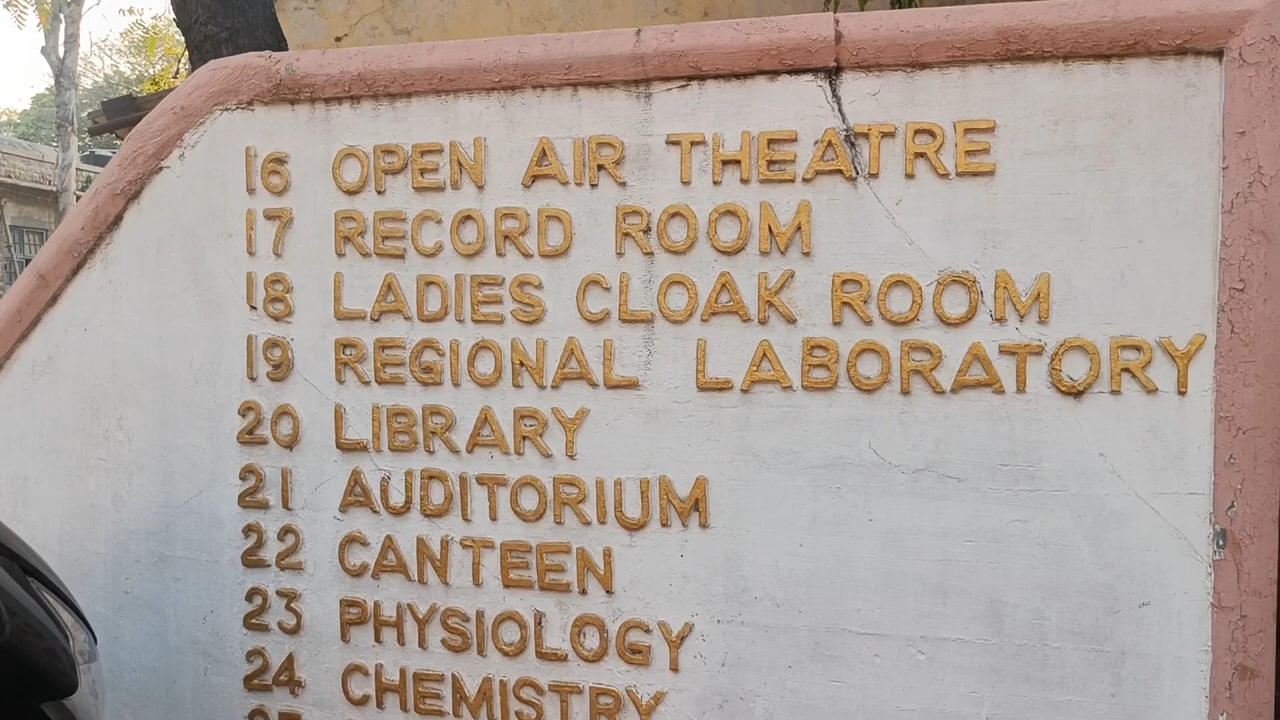 16 OPEN AIR THEATRE
17 RECORD ROOM
18 LADIES CLOAK ROOM
19 REGIONAL LABORATORY
20 LIBRARY
21 AUDITORIUM
22 CANTEEN
23 PHYSIOLOGY
24 CHEMISTRY